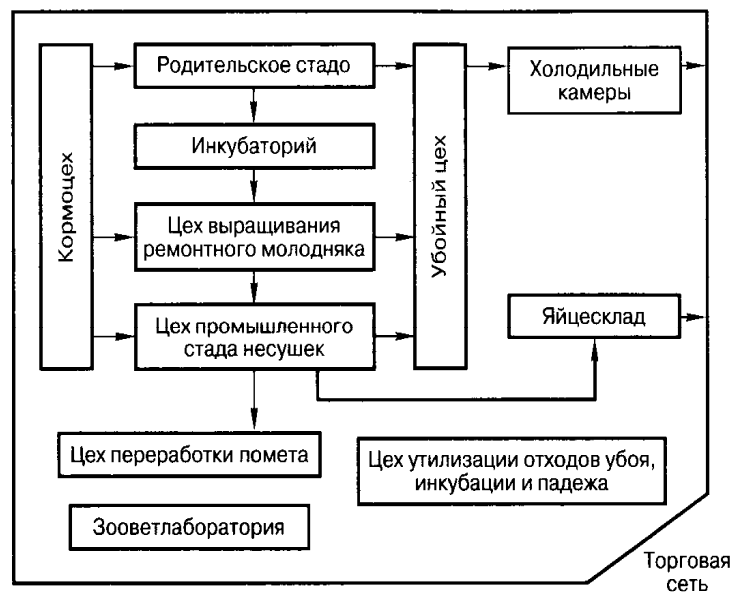 Кормоцех
Родительское стадо
Инкубаторий
Цех выращивания
ремонтного молодняка
Цех промышленного
стада несушек
Убойный цех
Холодильные
камеры
Яйцесклад
Цех переработки помета
Цех утилизации отходов убоя,
инкубации и падежа
Зооветлаборатория
Торговая
сеть